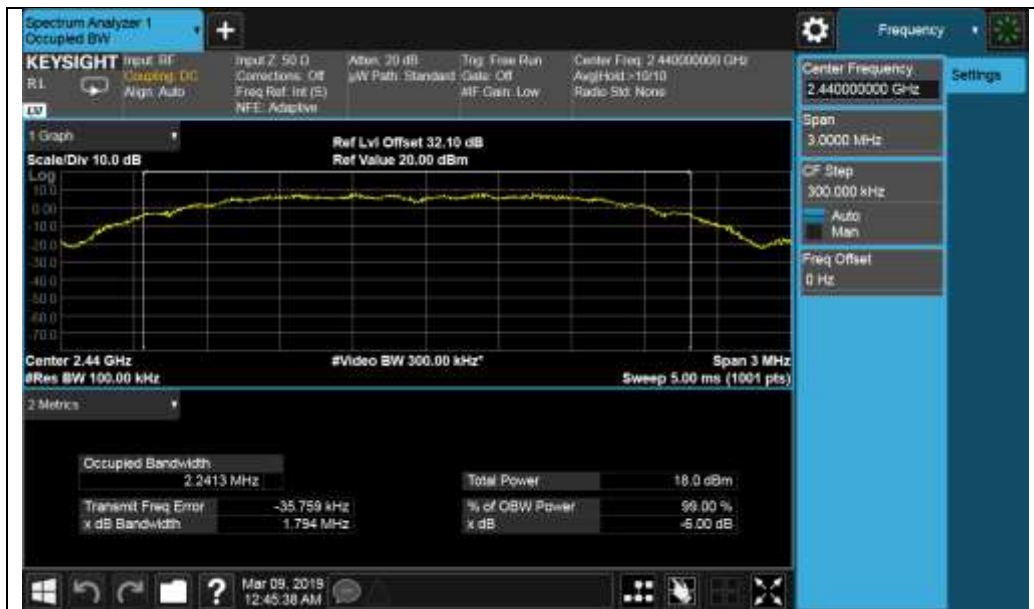 Spectrum Analyzer 1
Occupied BW
+
Frequency
KEYSIGHT Input: RF
R L
Coupling: DC
Align: Auto
Input Z: 50 Ω
Corrections: Off
Freq Ref: Int (S)
NFE: Adaptive
Atten: 20 dB
µW Path: Standard
Trig: Free Run
Gate: Off
#IF Gain: Low
Center Freq: 2.440000000 GHz
Avg|Hold:>10/10
Radio Std: None
Center Frequency
2.440000000 GHz
Settings
Span
3.0000 MHz
CF Step
300.000 kHz
Auto
Man
Freq Offset
0 Hz
1 Graph
Scale/Div 10.0 dB
Ref Lvl Offset 32.10 dB
Ref Value 20.00 dBm
Log
10.0
0.00
-10.0
-20.0
-30.0
-40.0
-50.0
-60.0
-70.0
Center 2.44 GHz
#Res BW 100.00 kHz
#Video BW 300.00 kHz*
Span 3 MHz
Sweep 5.00 ms (1001 pts)
2 Metrics
Occupied Bandwidth
2.2413 MHz
Total Power 18.0 dBm
Transmit Freq Error -35.759 kHz
% of OBW Power 99.00 %
x dB Bandwidth 1.794 MHz
x dB -6.00 dB
?
Mar 09, 2019
12:45:38 AM